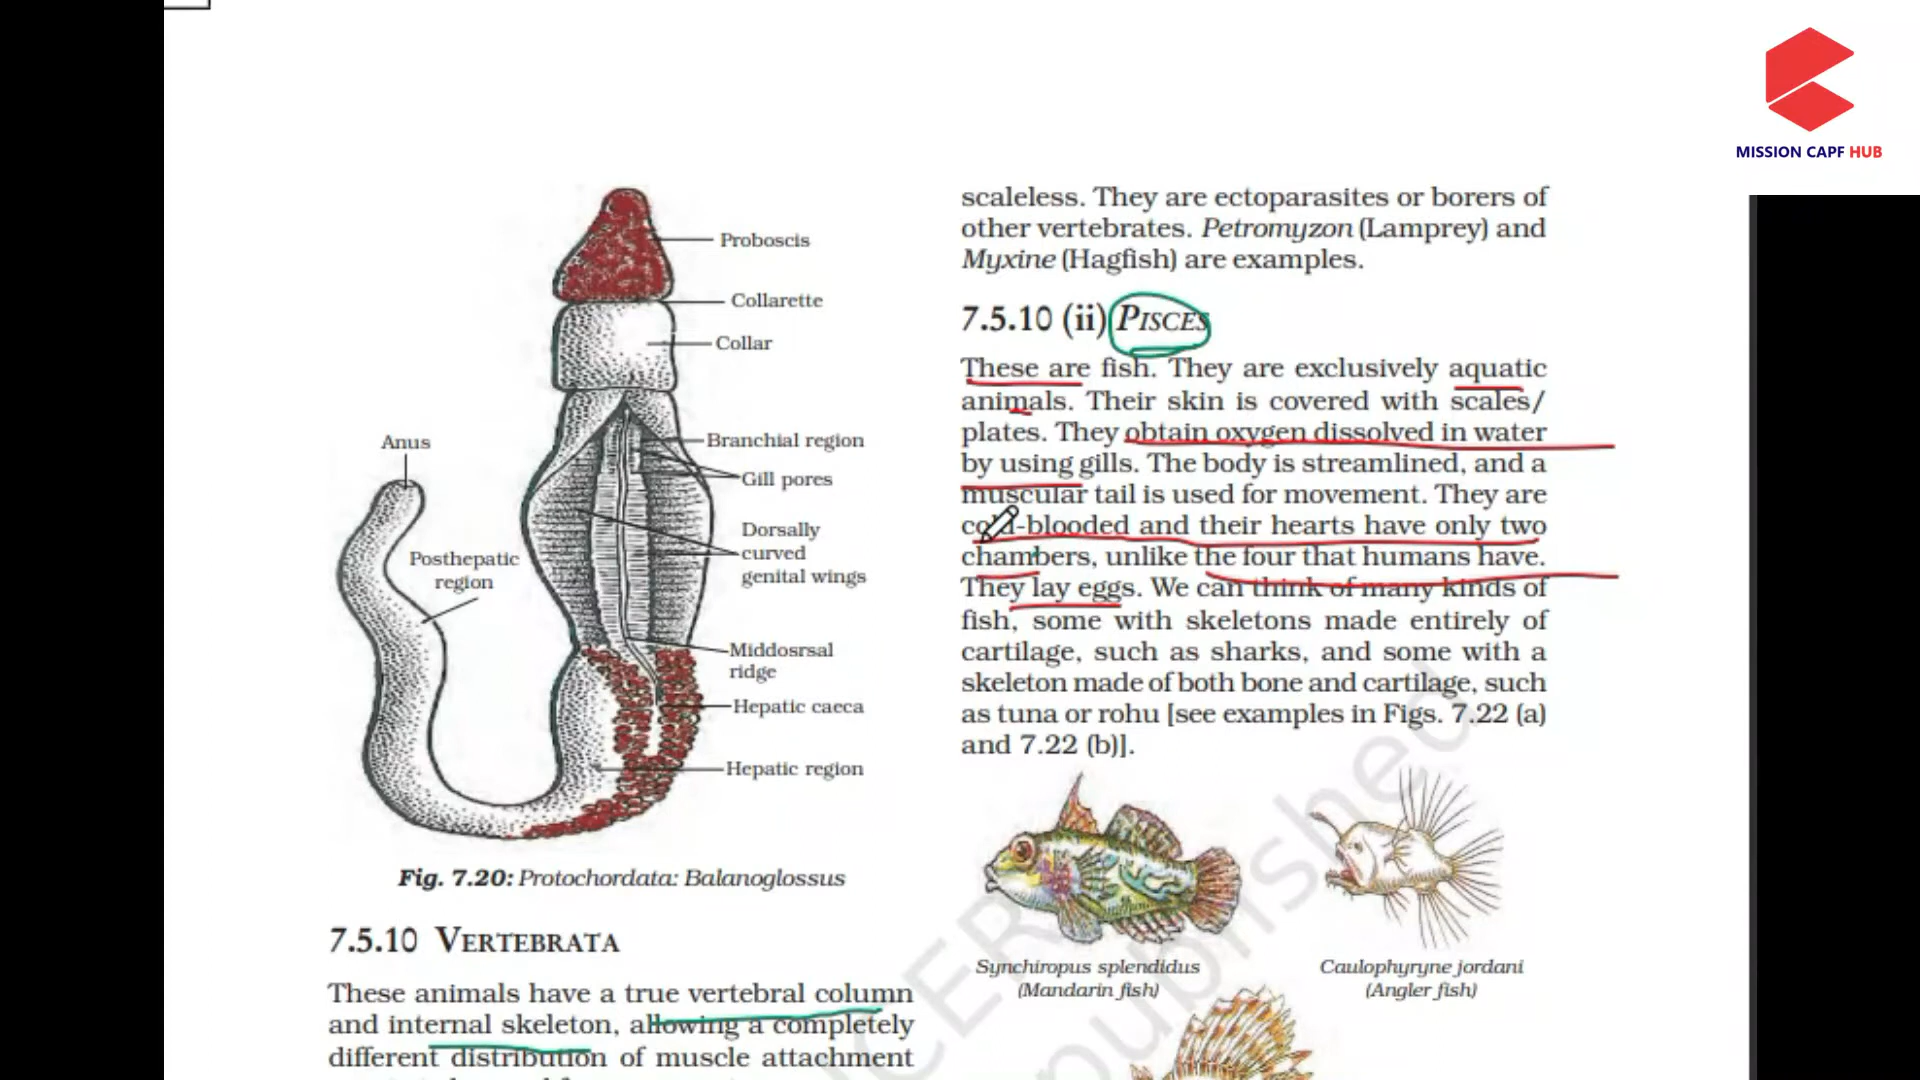 MISSION CAPF HUB
Proboscis
Collarette
Collar
Branchial region
Gill pores
Anus
Dorsally
curved
genital wings
Posthepatic
region
Middosrsal
ridge
Hepatic caeca
Hepatic region
Fig. 7.20: Protochordata: Balanoglossus
7.5.10 VERTEBRATA
These animals have a true vertebral column
and internal skeleton, allowing a completely
different distribution of muscle attachment
scaleless. They are ectoparasites or borers of
other vertebrates. Petromyzon (Lamprey) and
Myxine (Hagfish) are examples.
7.5.10 (ii) PISCES
These are fish. They are exclusively aquatic
animals. Their skin is covered with scales/
plates. They obtain oxygen dissolved in water
by using gills. The body is streamlined, and a
muscular tail is used for movement. They are
cold-blooded and their hearts have only two
chambers, unlike the four that humans have.
They lay eggs. We can think of many kinds of
fish, some with skeletons made entirely of
cartilage, such as sharks, and some with a
skeleton made of both bone and cartilage, such
as tuna or rohu [see examples in Figs. 7.22 (a)
and 7.22 (b)].
Synchiropus splendidus
(Mandarin fish)
Caulophyryne jordani
(Angler fish)
published